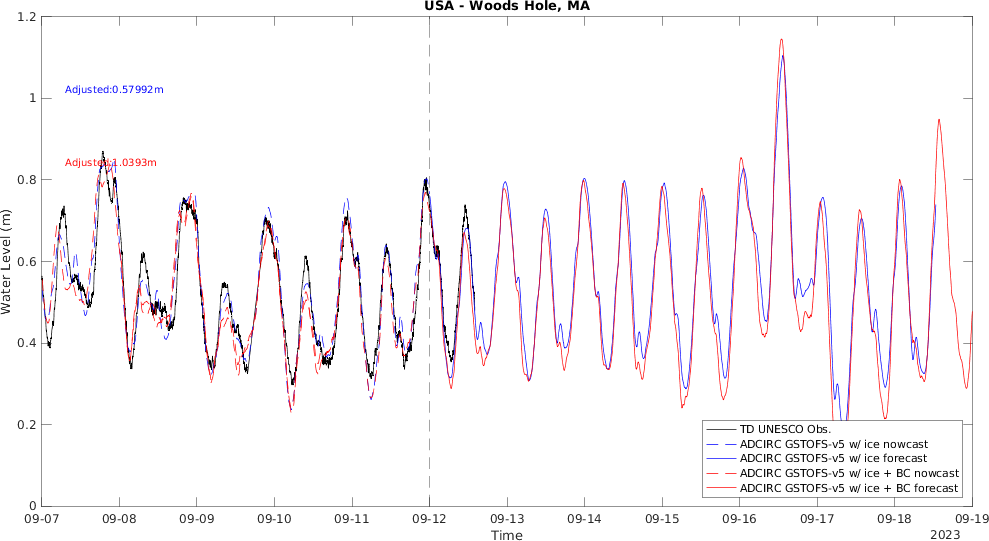 USA - Woods Hole, MA
1.2
1
0.8
0.6
0.4
0.2
0
Water Level (m)
Adjusted:0.57992m
Adjusted:1.0393m
TD UNESCO Obs.
ADCIRC GSTOFS-v5 w/ ice nowcast
ADCIRC GSTOFS-v5 w/ ice forecast
ADCIRC GSTOFS-v5 w/ ice + BC nowcast
ADCIRC GSTOFS-v5 w/ ice + BC forecast
09-07 09-08 09-09 09-10 09-11 09-12 09-13 09-14 09-15 09-16 09-17 09-18 09-19
Time
2023